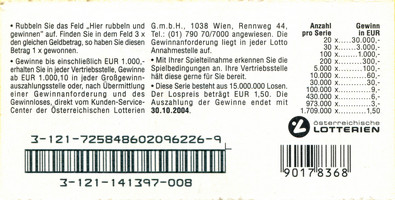 • Rubbeln Sie das Feld „Hier rubbeln und
gewinnen" auf. Finden Sie in dem Feld 3 x
den gleichen Geldbetrag, so haben Sie diesen
Betrag 1 x gewonnen.
• Gewinne bis einschließlich EUR 1.000,-
erhalten Sie in jeder Vertriebsstelle, Gewinne
ab EUR 1.000,10 in jeder Großgewinn-
auszahlungsstelle oder, nach Übermittlung
einer Gewinnanforderung und des
Gewinnloses, direkt vom Kunden-Service-
Center der Österreichischen Lotterien
G.m.b.H., 1038 Wien, Rennweg 44,
Tel.: (01) 790 70/7000 angewiesen. Die
Gewinnanforderung liegt in jeder Lotto
Annahmestelle auf.
• Mit Ihrer Spielteilnahme erkennen Sie die
Spielbedingungen an. Ihre Vertriebsstelle
hält diese gerne für Sie bereit.
• Diese Serie besteht aus 15.000.000 Losen.
Der Lospreis beträgt EUR 1,50. Die
Auszahlung der Gewinne endet mit
30.10.2004.
Anzahl Gewinn
pro Serie in EUR
20 x 30.000,-
30 x 3.000,-
100 x 1.000,-
5.000 x 100,-
10.000 x 50,-
60.000 x 30,-
100.000 x 9,-
430.000 x 6,-
973.000 x 3,-
1.709.000 x 1,50
österreichische
LOTTERIEN
3-121-725848602096226-9
3-121-141397-008
90178368